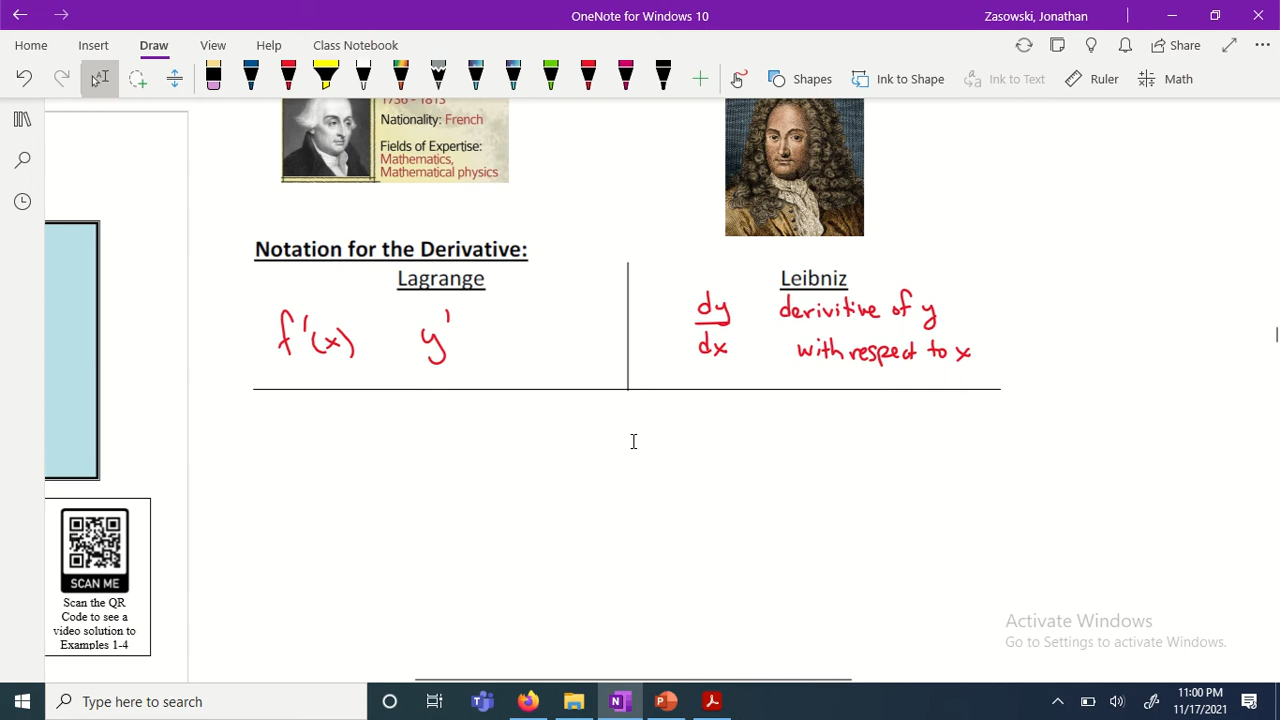 OneNote for Windows 10
Zasowski, Jonathan
Home Insert Draw View Help Class Notebook
Share
Shapes Ink to Shape Ink to Text Ruler Math
1736 - 1813
Nationality: French
Fields of Expertise:
Mathematics,
Mathematical physics
Notation for the Derivative:
Lagrange
f'(x) y'
Leibniz
dy/dx derivitive of y
with respect to x
SCAN ME
Scan the QR
Code to see a
video solution to
Examples 1-4
Activate Windows
Go to Settings to activate Windows.
Type here to search
11:00 PM
11/17/2021